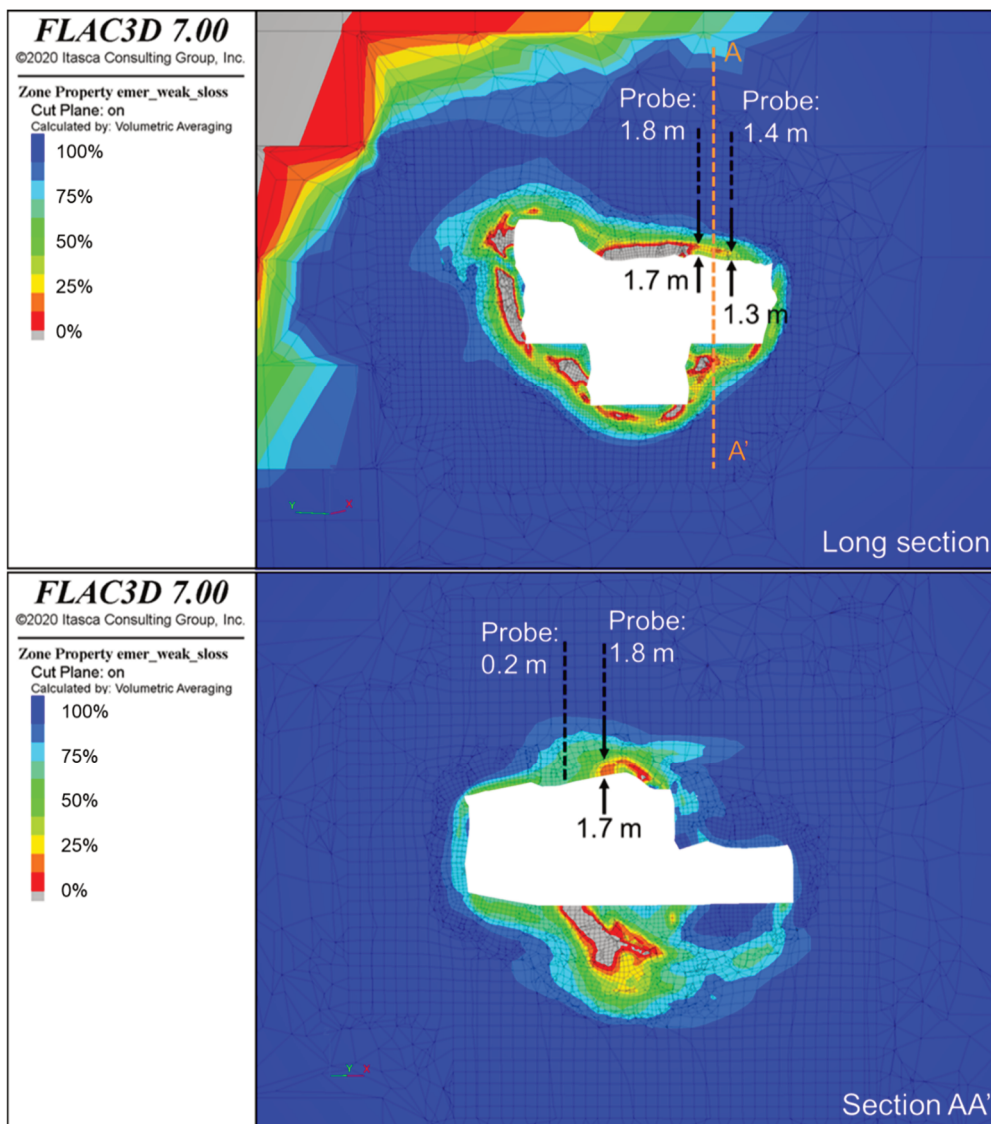 FLAC3D 7.00
©2020 Itasca Consulting Group, Inc.
Zone Property emer_weak_sloss
Cut Plane: on
Calculated by: Volumetric Averaging
100%
75%
50%
25%
0%
A
Probe:
1.8 m
Probe:
1.4 m
1.7 m
1.3 m
A'
Y
X
Long section
FLAC3D 7.00
©2020 Itasca Consulting Group, Inc.
Zone Property emer_weak_sloss
Cut Plane: on
Calculated by: Volumetric Averaging
100%
75%
50%
25%
0%
Probe:
0.2 m
Probe:
1.8 m
1.7 m
Y
X
Section AA'